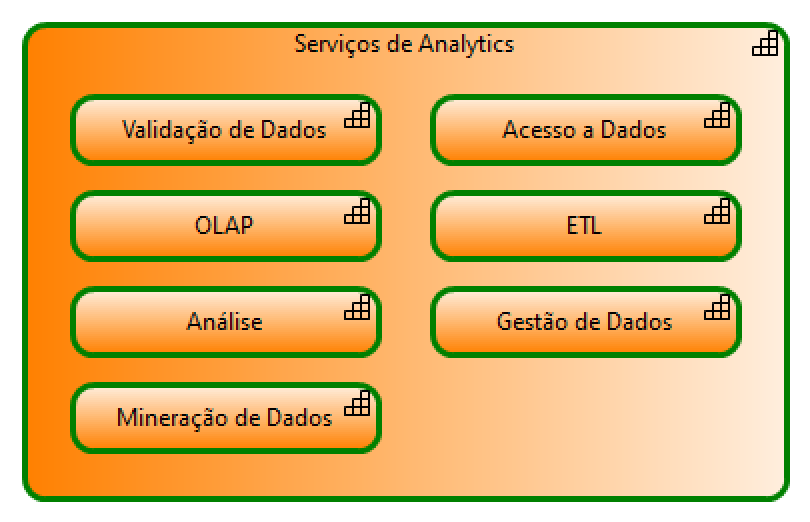 Serviços de Analytics
Validação de Dados
Acesso a Dados
OLAP
ETL
Análise
Gestão de Dados
Mineração de Dados